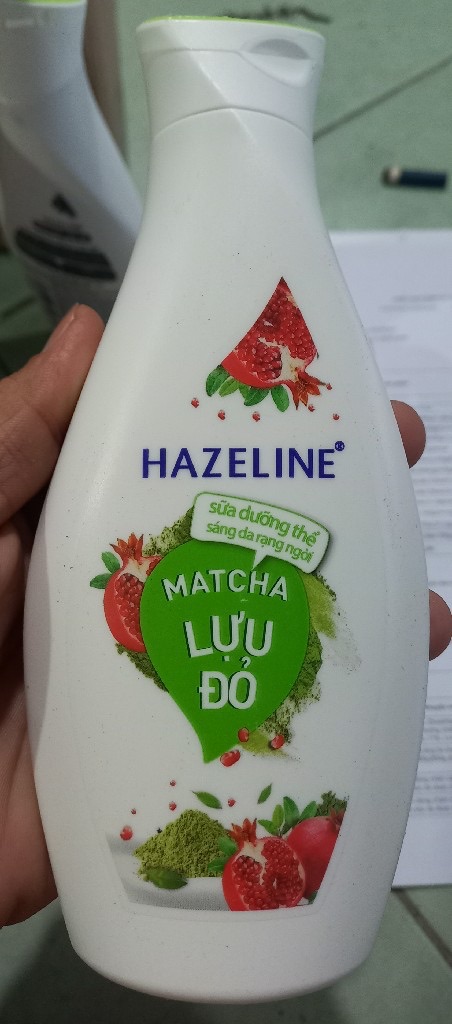 HAZELINE®
sữa dưỡng thể
sáng da rạng ngời
MATCHA
LỰU
ĐỎ